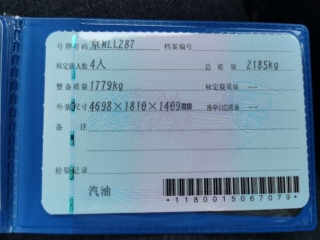 号牌号码 京MLL287 档案编号
核定载人数 4人 总质量 2185kg
整备质量 1779kg 核定载质量 --
外廓尺寸 4698×1810×1409mm 准牵引总质量 --
备注
检验记录
汽油
*1180015067079*